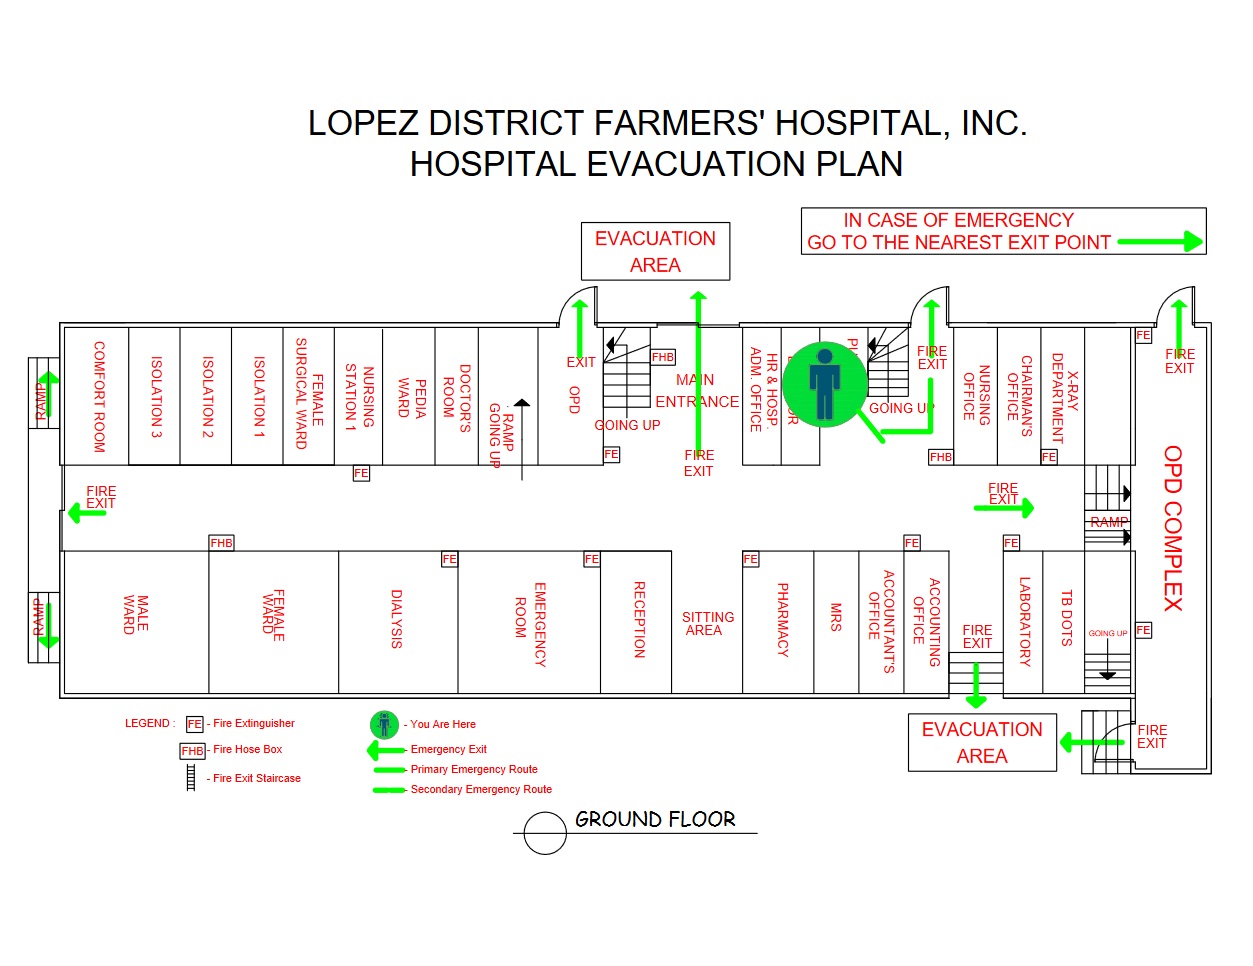 LOPEZ DISTRICT FARMERS' HOSPITAL, INC.
HOSPITAL EVACUATION PLAN
IN CASE OF EMERGENCY
GO TO THE NEAREST EXIT POINT
EVACUATION
AREA
RAMP
COMFORT ROOM
ISOLATION 3
ISOLATION 2
ISOLATION 1
FEMALE
SURGICAL WARD
NURSING
STATION 1
PEDIA
WARD
DOCTOR'S
ROOM
RAMP
GOING UP
EXIT
OPD
FHB
GOING UP
FE
MAIN
ENTRANCE
FIRE
EXIT
HR & HOSP.
ADM. OFFICE
GOING UP
FIRE
EXIT
FHB
NURSING
OFFICE
CHAIRMAN'S
OFFICE
X-RAY
DEPARTMENT
FE
FE
FIRE
EXIT
OPD COMPLEX
FE
FIRE
EXIT
FIRE
EXIT
RAMP
FHB
FE
FE
FE
FE
FE
RAMP
MALE
WARD
FEMALE
WARD
DIALYSIS
EMERGENCY
ROOM
RECEPTION
SITTING
AREA
PHARMACY
MRS
ACCOUNTANT'S
OFFICE
ACCOUNTING
OFFICE
FIRE
EXIT
LABORATORY
TB DOTS
GOING UP
FE
EVACUATION
AREA
FIRE
EXIT
LEGEND :
FE - Fire Extinguisher
FHB - Fire Hose Box
- Fire Exit Staircase
- You Are Here
- Emergency Exit
- Primary Emergency Route
- Secondary Emergency Route
GROUND FLOOR